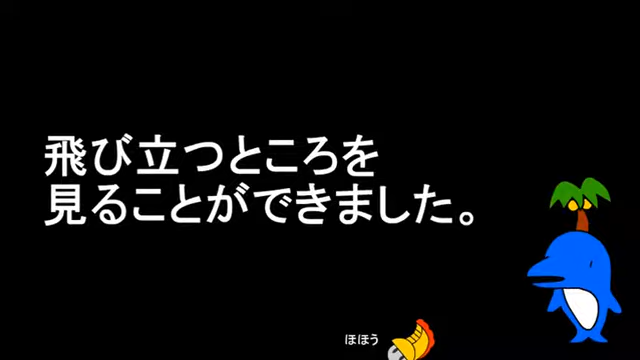 飛び立つところを
見ることができました。
ほほう